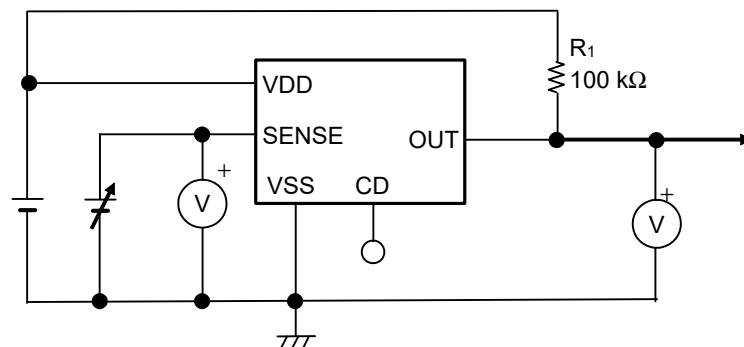 R1
100 kΩ
VDD
SENSE
OUT
VSS CD
+
V
+
V